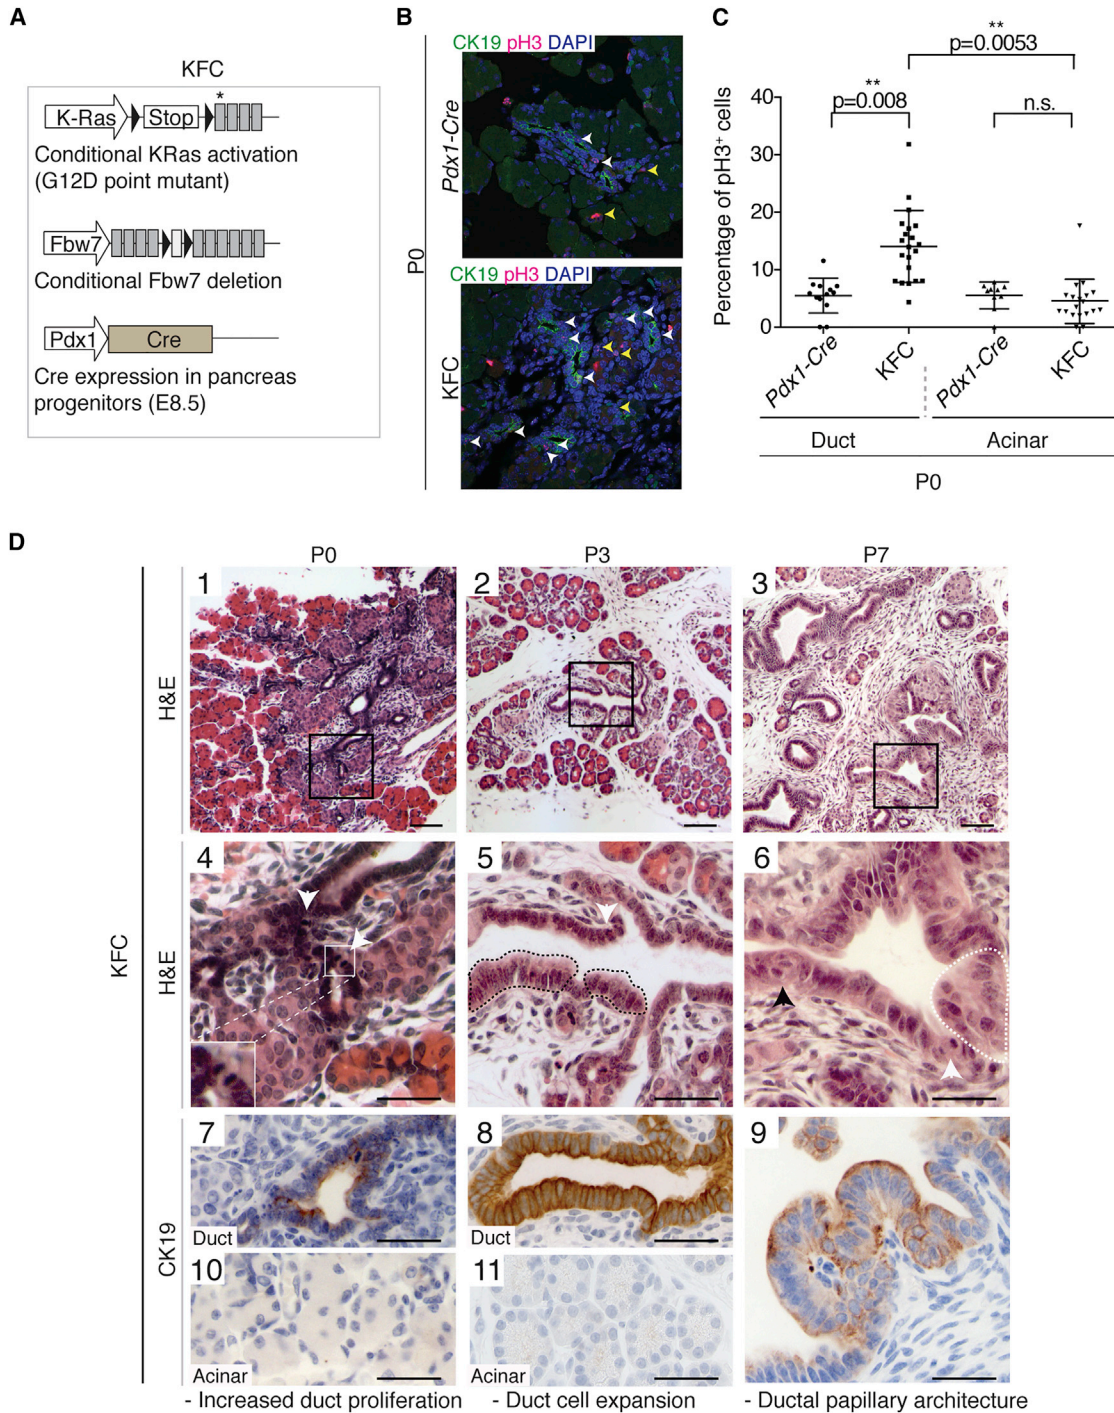 A
KFC
*
K-Ras Stop
Conditional KRas activation
(G12D point mutant)
Fbw7
Conditional Fbw7 deletion
Pdx1 Cre
Cre expression in pancreas
progenitors (E8.5)
B
P0
CK19 pH3 DAPI
Pdx1-Cre
CK19 pH3 DAPI
KFC
C
**
p=0.0053
**
p=0.008
n.s.
Percentage of pH3+ cells
40
30
20
10
0
Pdx1-Cre KFC Pdx1-Cre KFC
Duct Acinar
P0
D
P0 P3 P7
KFC
H&E
1 2 3
H&E
4 5 6
CK19
7 8 9
Duct Duct
10 11
Acinar Acinar
- Increased duct proliferation - Duct cell expansion - Ductal papillary architecture